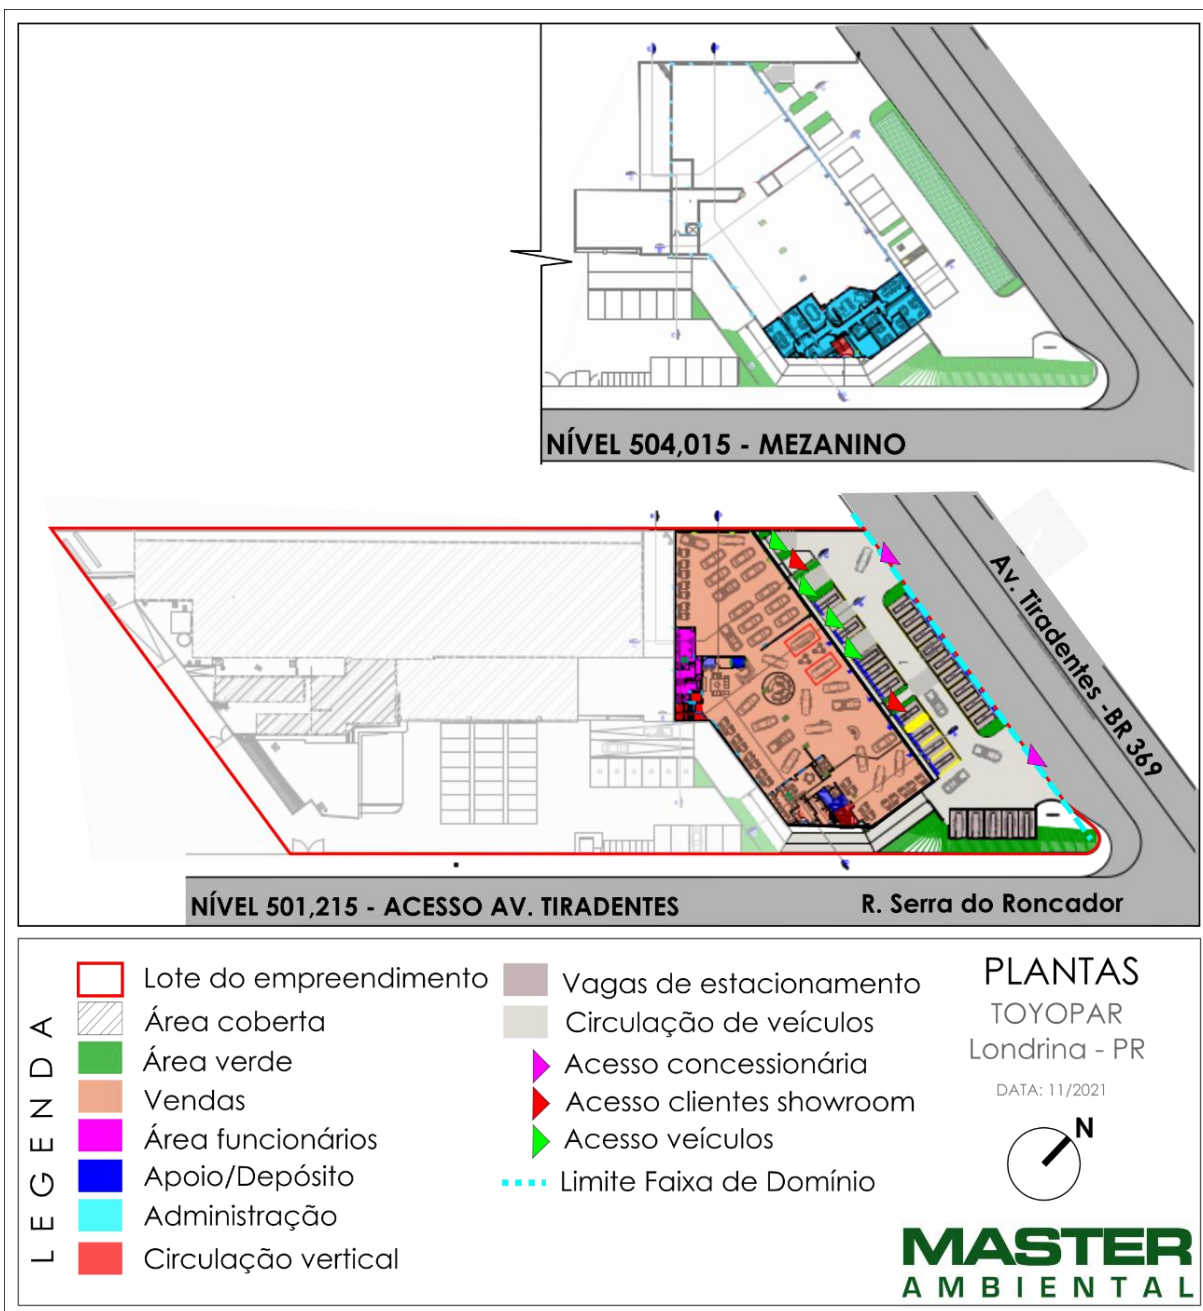 NÍVEL 504,015 - MEZANINO
Av. Tiradentes -BR 369
NÍVEL 501,215 - ACESSO AV. TIRADENTES
R. Serra do Roncador
LEGENDA
Lote do empreendimento
Área coberta
Área verde
Vendas
Área funcionários
Apoio/Depósito
Administração
Circulação vertical
Vagas de estacionamento
Circulação de veículos
Acesso concessionária
Acesso clientes showroom
Acesso veículos
Limite Faixa de Domínio
PLANTAS
TOYOPAR
Londrina - PR
DATA: 11/2021
N
MASTER
AMBIENTAL